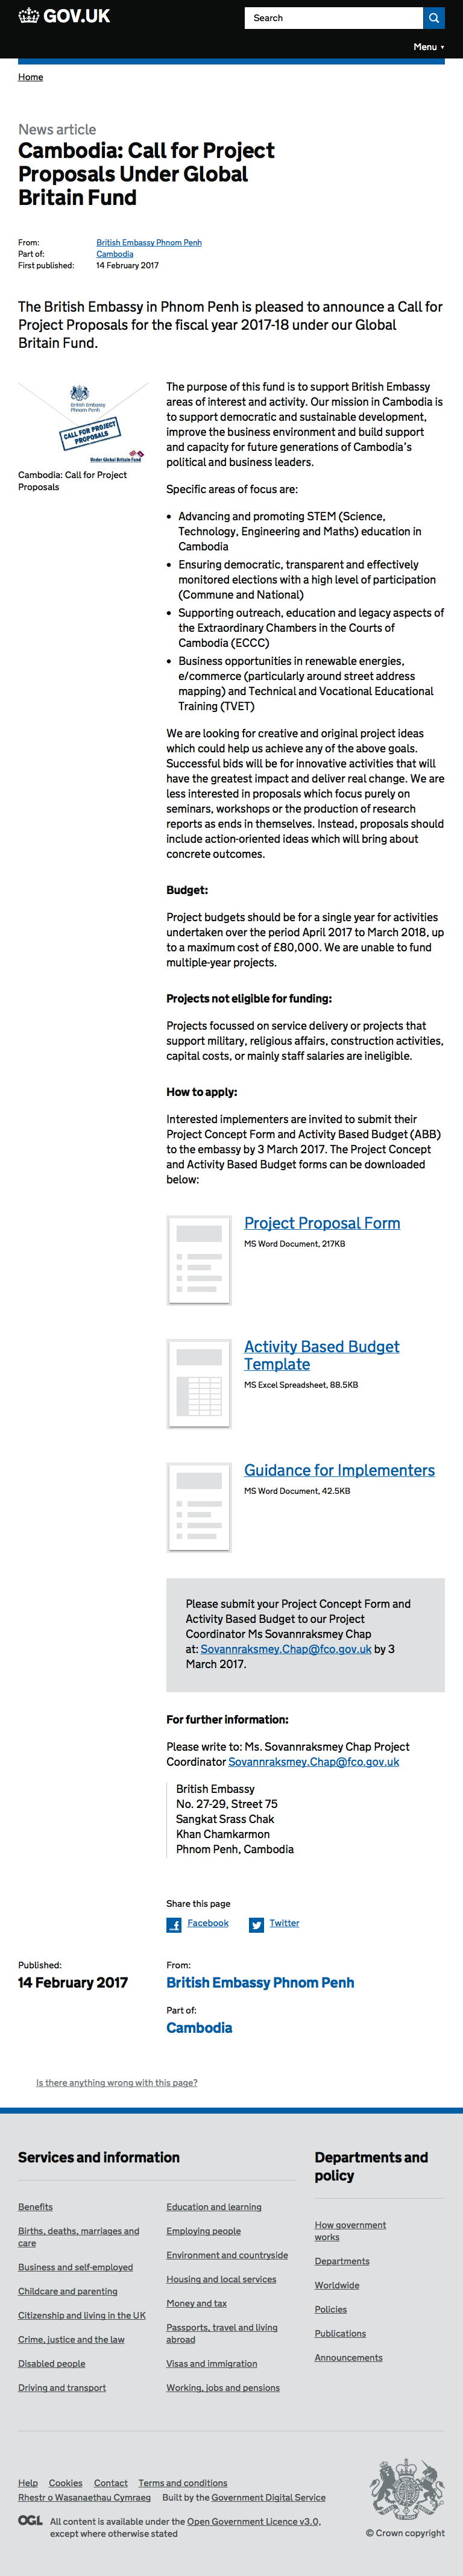 GOV.UK
Search
Menu ▼
Home
News article
Cambodia: Call for Project
Proposals Under Global
Britain Fund
From: British Embassy Phnom Penh
Part of: Cambodia
First published: 14 February 2017
The British Embassy in Phnom Penh is pleased to announce a Call for
Project Proposals for the fiscal year 2017-18 under our Global
Britain Fund.
British Embassy
Phnom Penh
CALL FOR PROJECT
PROPOSALS
Under Global Britain Fund
Cambodia: Call for Project
Proposals
The purpose of this fund is to support British Embassy
areas of interest and activity. Our mission in Cambodia is
to support democratic and sustainable development,
improve the business environment and build support
and capacity for future generations of Cambodia's
political and business leaders.
Specific areas of focus are:
• Advancing and promoting STEM (Science,
Technology, Engineering and Maths) education in
Cambodia
• Ensuring democratic, transparent and effectively
monitored elections with a high level of participation
(Commune and National)
• Supporting outreach, education and legacy aspects of
the Extraordinary Chambers in the Courts of
Cambodia (ECCC)
• Business opportunities in renewable energies,
e/commerce (particularly around street address
mapping) and Technical and Vocational Educational
Training (TVET)
We are looking for creative and original project ideas
which could help us achieve any of the above goals.
Successful bids will be for innovative activities that will
have the greatest impact and deliver real change. We are
less interested in proposals which focus purely on
seminars, workshops or the production of research
reports as ends in themselves. Instead, proposals should
include action-oriented ideas which will bring about
concrete outcomes.
Budget:
Project budgets should be for a single year for activities
undertaken over the period April 2017 to March 2018, up
to a maximum cost of £80,000. We are unable to fund
multiple-year projects.
Projects not eligible for funding:
Projects focussed on service delivery or projects that
support military, religious affairs, construction activities,
capital costs, or mainly staff salaries are ineligible.
How to apply:
Interested implementers are invited to submit their
Project Concept Form and Activity Based Budget (ABB)
to the embassy by 3 March 2017. The Project Concept
and Activity Based Budget forms can be downloaded
below:
Project Proposal Form
MS Word Document, 217KB
Activity Based Budget
Template
MS Excel Spreadsheet, 88.5KB
Guidance for Implementers
MS Word Document, 42.5KB
Please submit your Project Concept Form and
Activity Based Budget to our Project
Coordinator Ms Sovannraksmey Chap
at: Sovannraksmey.Chap@fco.gov.uk by 3
March 2017.
For further information:
Please write to: Ms. Sovannraksmey Chap Project
Coordinator Sovannraksmey.Chap@fco.gov.uk
British Embassy
No. 27-29, Street 75
Sangkat Srass Chak
Khan Chamkarmon
Phnom Penh, Cambodia
Share this page
Facebook Twitter
Published:
14 February 2017
From:
British Embassy Phnom Penh
Part of:
Cambodia
Is there anything wrong with this page?
Services and information
Benefits
Births, deaths, marriages and
care
Business and self-employed
Childcare and parenting
Citizenship and living in the UK
Crime, justice and the law
Disabled people
Driving and transport
Education and learning
Employing people
Environment and countryside
Housing and local services
Money and tax
Passports, travel and living
abroad
Visas and immigration
Working, jobs and pensions
Departments and
policy
How government
works
Departments
Worldwide
Policies
Publications
Announcements
Help Cookies Contact Terms and conditions
Rhestr o Wasanaethau Cymraeg Built by the Government Digital Service
OGL All content is available under the Open Government Licence v3.0,
except where otherwise stated
© Crown copyright